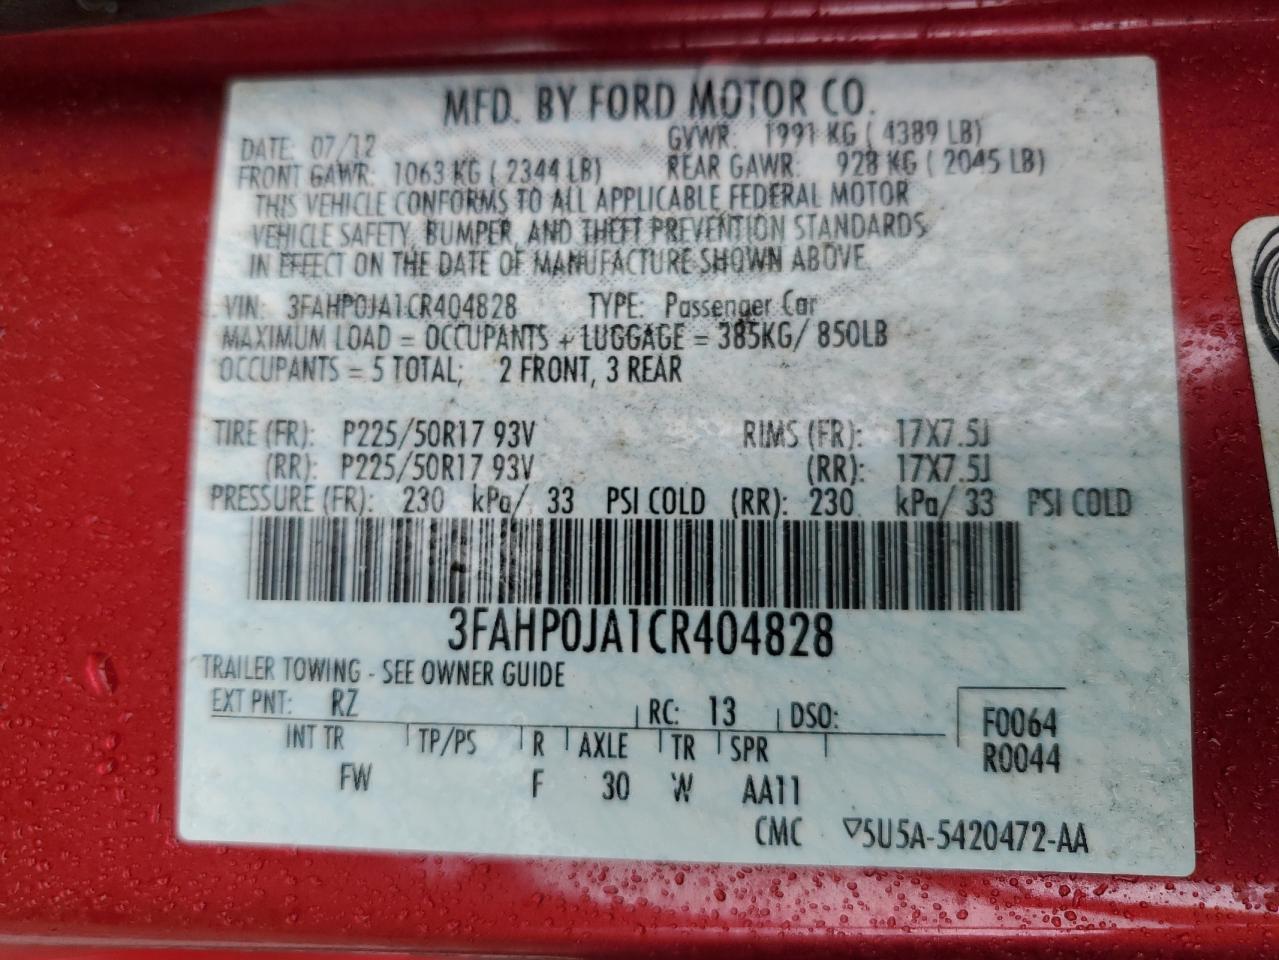 MFD. BY FORD MOTOR CO.
DATE: 07/12 GVWR: 1991 KG ( 4389 LB)
FRONT GAWR: 1063 KG ( 2344 LB) REAR GAWR: 928 KG ( 2045 LB)
THIS VEHICLE CONFORMS TO ALL APPLICABLE FEDERAL MOTOR
VEHICLE SAFETY, BUMPER, AND THEFT PREVENTION STANDARDS
IN EFFECT ON THE DATE OF MANUFACTURE SHOWN ABOVE.
VIN: 3FAHP0JA1CR404828 TYPE: Passenger Car
MAXIMUM LOAD = OCCUPANTS + LUGGAGE = 385KG/ 850LB
OCCUPANTS = 5 TOTAL; 2 FRONT, 3 REAR
TIRE (FR): P225/50R17 93V RIMS (FR): 17X7.5J
(RR): P225/50R17 93V (RR): 17X7.5J
PRESSURE (FR): 230 kPa/ 33 PSI COLD (RR): 230 kPa/ 33 PSI COLD
3FAHP0JA1CR404828
TRAILER TOWING - SEE OWNER GUIDE
EXT PNT: RZ RC: 13 DSO: F0064
INT TR TP/PS R AXLE TR SPR R0044
FW F 30 W AA11
CMC ▽5U5A-5420472-AA